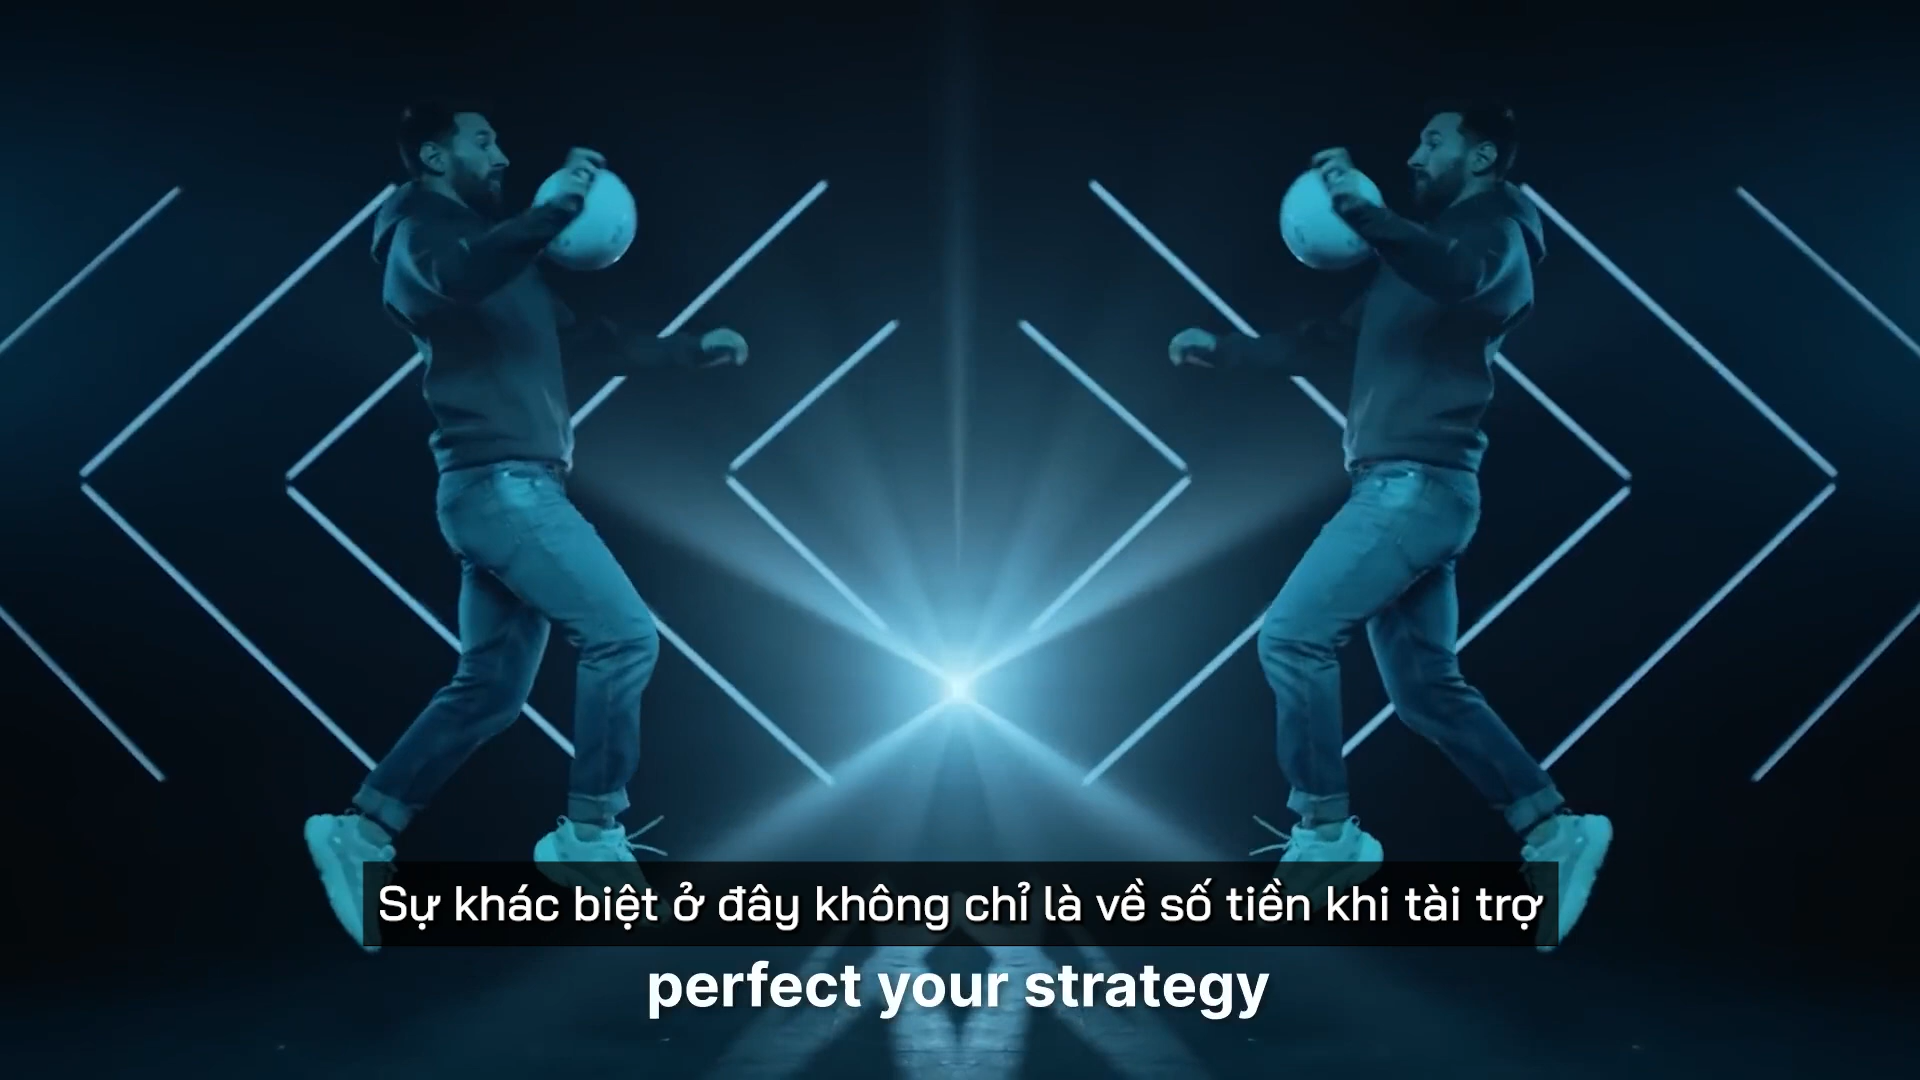 Sự khác biệt ở đây không chỉ là về số tiền khi tài trợ
perfect your strategy